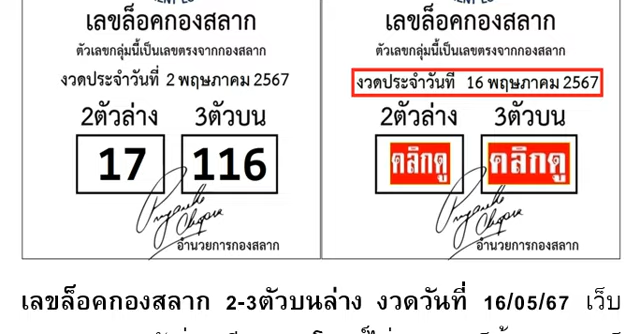 เลขล็อคกองสลาก
ตัวเลขกลุ่มนี้เป็นเลขตรงจากกองสลาก
งวดประจำวันที่ 2 พฤษภาคม 2567
2ตัวล่าง 3ตัวบน
17 116
อำนวยการกองสลาก
เลขล็อคกองสลาก
ตัวเลขกลุ่มนี้เป็นเลขตรงจากกองสลาก
งวดประจำวันที่ 16 พฤษภาคม 2567
2ตัวล่าง 3ตัวบน
คลิกดู คลิกดู
อำนวยการกองสลาก
เลขล็อคกองสลาก 2-3ตัวบนล่าง งวดวันที่ 16/05/67 เว็บ